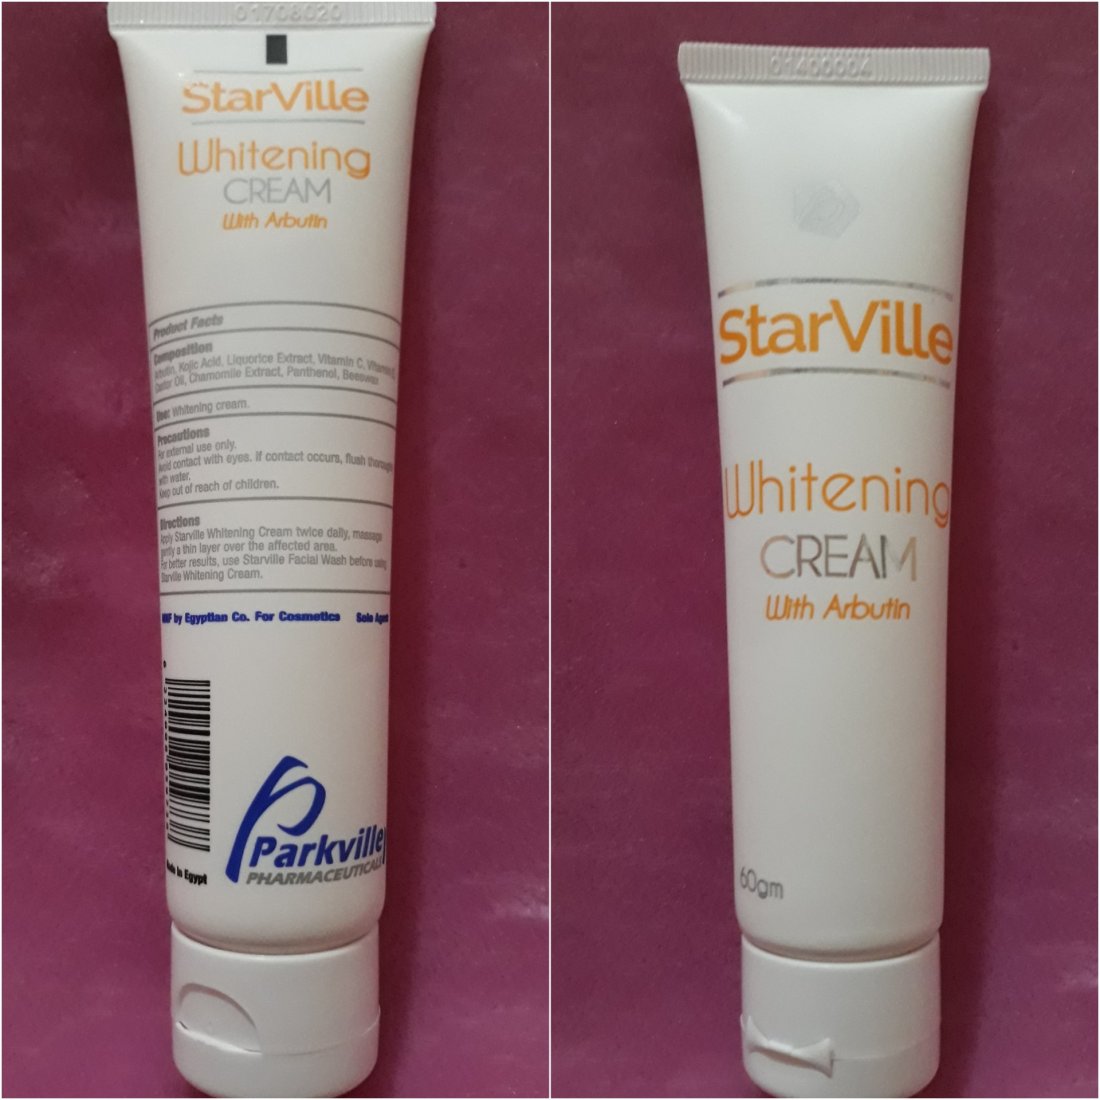 01708020
StarVille
Whitening
CREAM
With Arbutin
Product Facts
Composition
Arbutin, Kojic Acid, Liquorice Extract, Vitamin C, Vitamin
Castor Oil, Chamomile Extract, Panthenol, Beeswax
Use: Whitening cream.
Precautions
For external use only.
Avoid contact with eyes. if contact occurs, flush
with water.
Keep out of reach of children.
Directions
Apply Starville Whitening Cream twice daily, massage
gently a thin layer over the affected area.
For better results, use Starville Facial Wash before using
Starville Whitening Cream.
by Egyptian Co. For Cosmetics Sole
Made in Egypt
Parkville
PHARMACEUTICALS
01400004
StarVille
Whitening
CREAM
With Arbutin
60gm